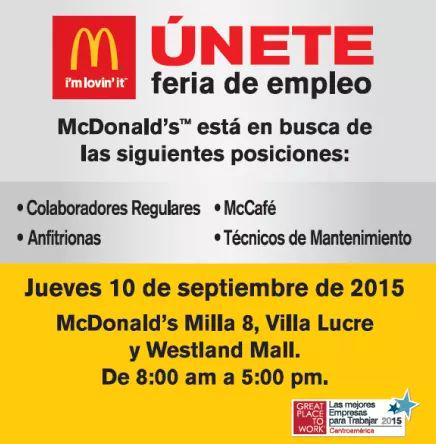 M
i'm lovin' it™
ÚNETE
feria de empleo
McDonald's™ está en busca de
las siguientes posiciones:
• Colaboradores Regulares • McCafé
• Anfitrionas • Técnicos de Mantenimiento
Jueves 10 de septiembre de 2015
McDonald's Milla 8, Villa Lucre
y Westland Mall.
De 8:00 am a 5:00 pm.
GREAT
PLACE
TO
WORK
Las mejores
Empresas
para Trabajar 2015
Centroamérica